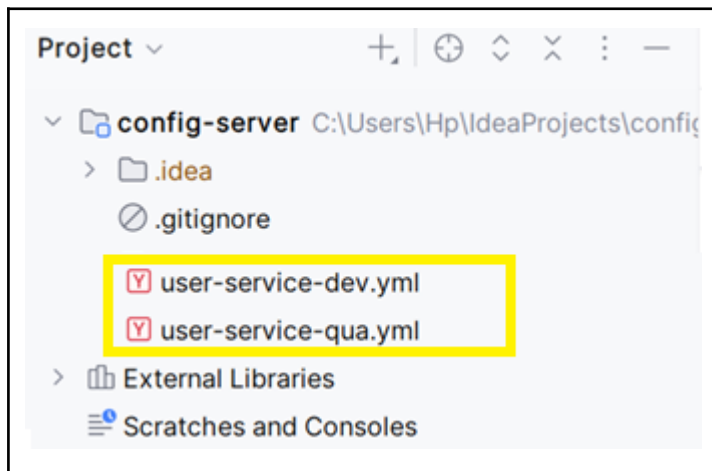 Project
config-server C:\Users\Hp\IdeaProjects\config
.idea
.gitignore
user-service-dev.yml
user-service-qua.yml
External Libraries
Scratches and Consoles